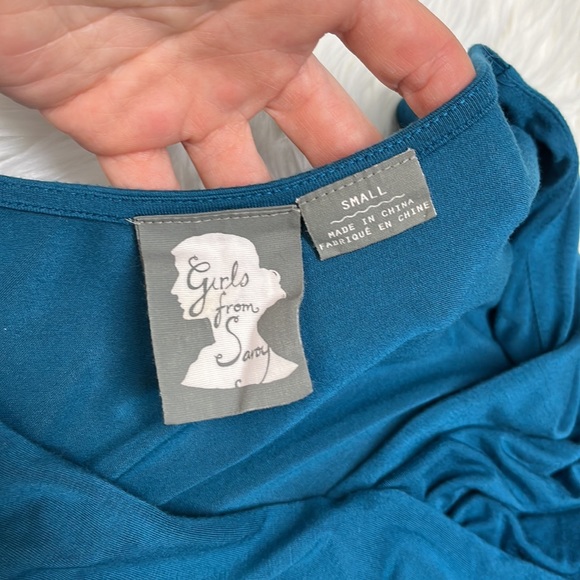 Girls
from
Savoy
SMALL
MADE IN CHINA
FABRIQUÉ EN CHINE